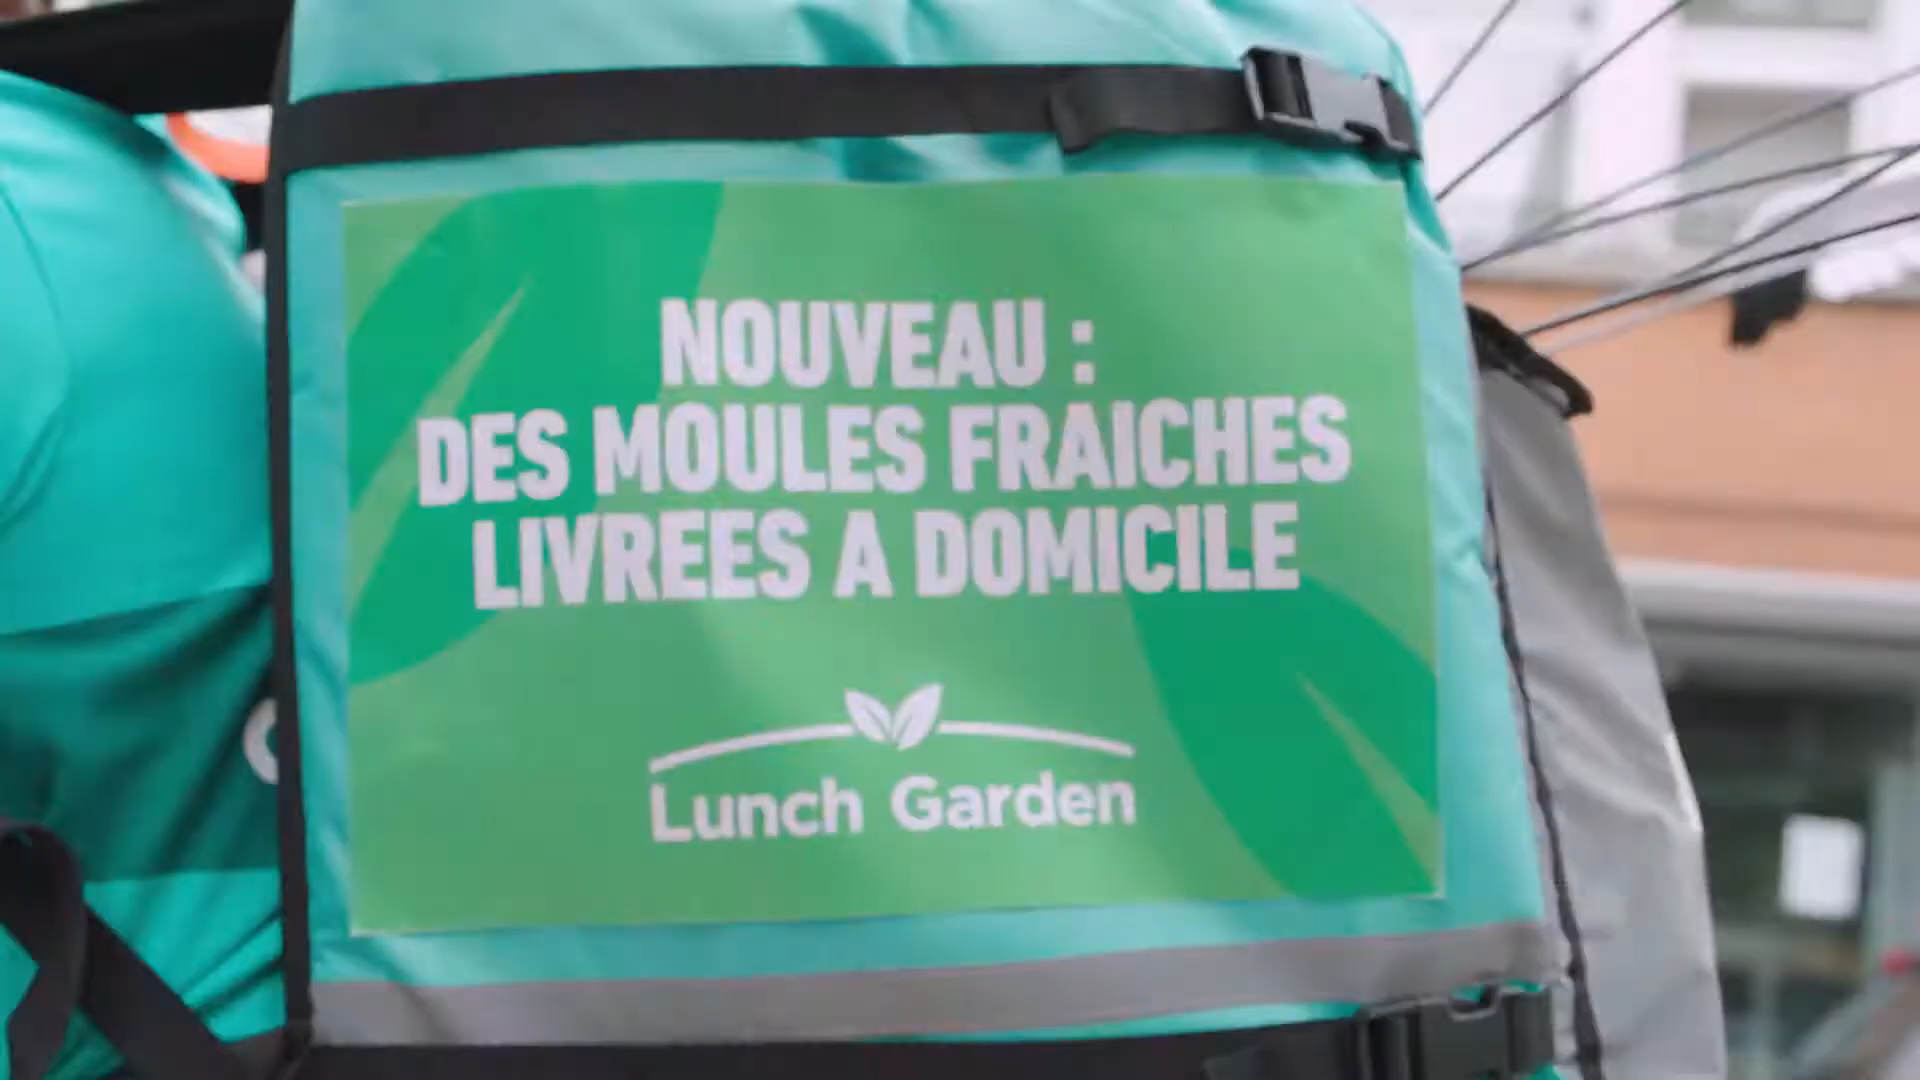 NOUVEAU :
DES MOULES FRAICHES
LIVREES A DOMICILE
Lunch Garden